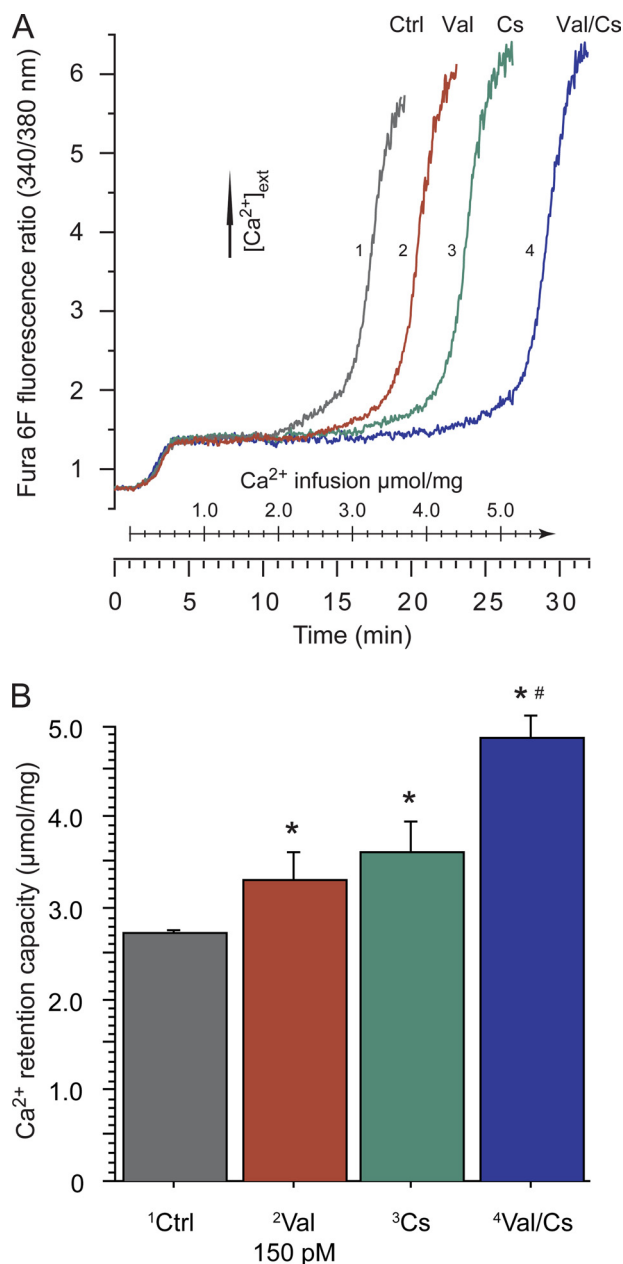 A
Ctrl Val Cs Val/Cs
Fura 6F fluorescence ratio (340/380 nm)
6
5
4
3
2
1
[Ca²⁺]ext
1 2 3 4
Ca²⁺ infusion µmol/mg
1.0 2.0 3.0 4.0 5.0
0 5 10 15 20 25 30
Time (min)
B
Ca²⁺ retention capacity (µmol/mg)
5.0
4.0
3.0
2.0
1.0
0
* * * #
¹Ctrl ²Val ³Cs ⁴Val/Cs
150 pM